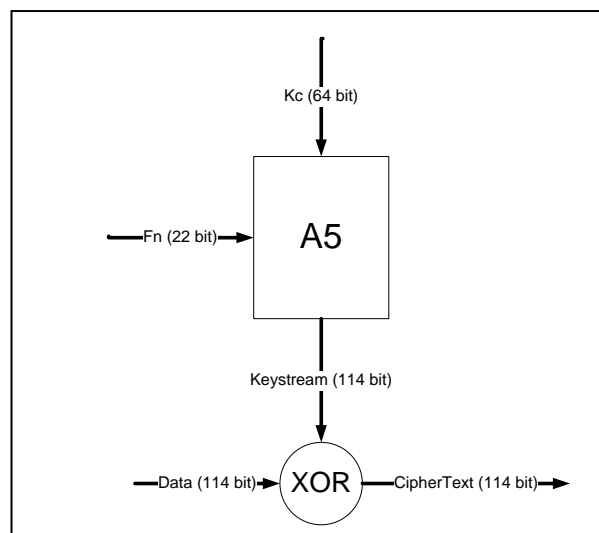 Kc (64 bit)
Fn (22 bit)
A5
Keystream (114 bit)
Data (114 bit)
XOR
CipherText (114 bit)